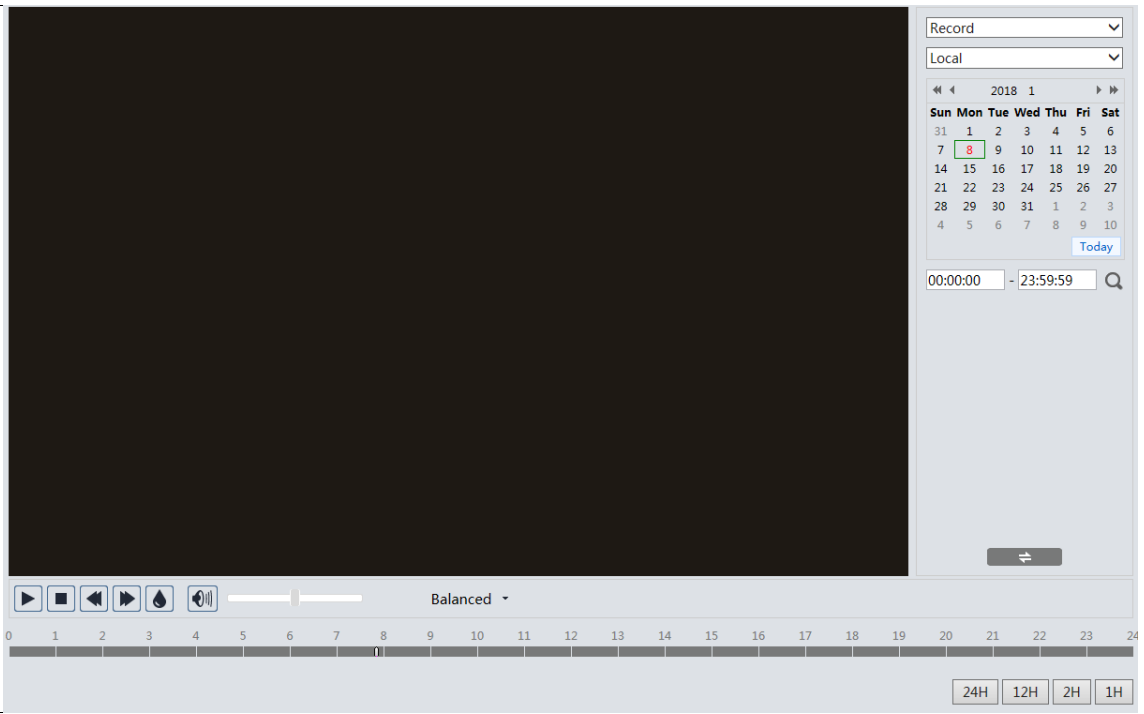 Record
Local
2018 1
Sun Mon Tue Wed Thu Fri Sat
31 1 2 3 4 5 6
7 8 9 10 11 12 13
14 15 16 17 18 19 20
21 22 23 24 25 26 27
28 29 30 31 1 2 3
4 5 6 7 8 9 10
Today
00:00:00 - 23:59:59
Balanced
0 1 2 3 4 5 6 7 8 9 10 11 12 13 14 15 16 17 18 19 20 21 22 23 24
24H 12H 2H 1H